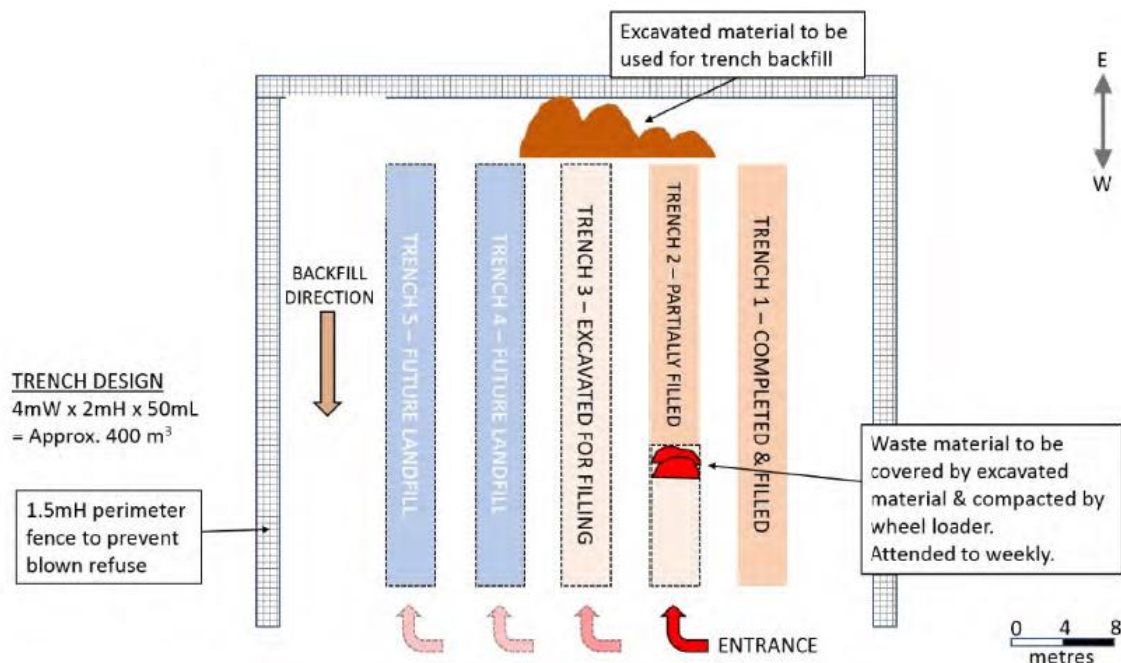 Excavated material to be
used for trench backfill
E
W
BACKFILL
DIRECTION
TRENCH 5 – FUTURE LANDFILL
TRENCH 4 – FUTURE LANDFILL
TRENCH 3 – EXCAVATED FOR FILLING
TRENCH 2 – PARTIALLY FILLED
TRENCH 1 – COMPLETED & FILLED
TRENCH DESIGN
4mW x 2mH x 50mL
= Approx. 400 m³
1.5mH perimeter
fence to prevent
blown refuse
Waste material to be
covered by excavated
material & compacted by
wheel loader.
Attended to weekly.
ENTRANCE
0 4 8
metres